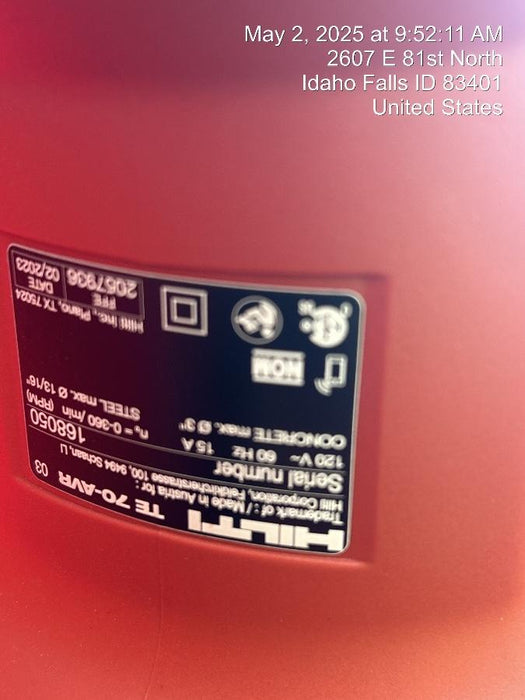 May 2, 2025 at 9:52:11 AM
2607 E 81st North
Idaho Falls ID 83401
United States
HILTI TE 70-AVR 03
Trademark of / Made in Austria for :
Hilti Corporation, Feldkircherstrasse 100, 9494 Schaan, LI
Serial number 168050
120 V~ 60 Hz 15 A n₀ = 0-360 /min (RPM)
CONCRETE max. Ø 3" STEEL max. Ø 13/16"
NOM
Hilti Inc., Plano, TX, 75024
FFE DATE
2057936 02/2023